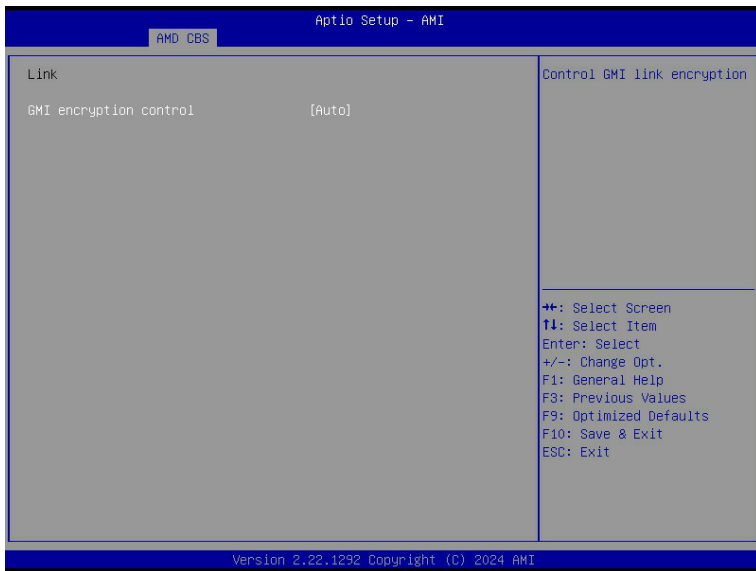 Aptio Setup – AMI
AMD CBS
Link
GMI encryption control [Auto]
Control GMI link encryption
→←: Select Screen
↑↓: Select Item
Enter: Select
+/-: Change Opt.
F1: General Help
F3: Previous Values
F9: Optimized Defaults
F10: Save & Exit
ESC: Exit
Version 2.22.1292 Copyright (C) 2024 AMI